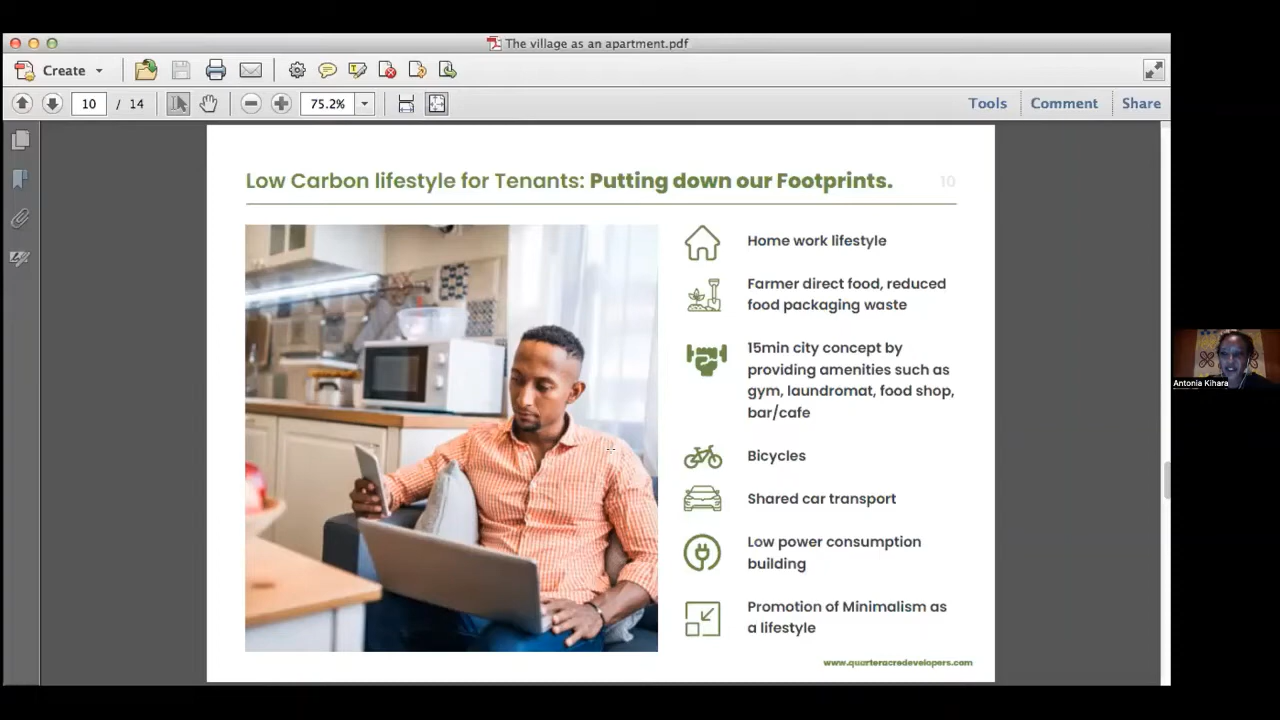 The village as an apartment.pdf
Create
10 / 14
75.2%
Tools
Comment
Share
Low Carbon lifestyle for Tenants: Putting down our Footprints.
10
Home work lifestyle
Farmer direct food, reduced
food packaging waste
15min city concept by
providing amenities such as
gym, laundromat, food shop,
bar/cafe
Bicycles
Shared car transport
Low power consumption
building
Promotion of Minimalism as
a lifestyle
www.quarteracredevelopers.com
Antonia Kihara